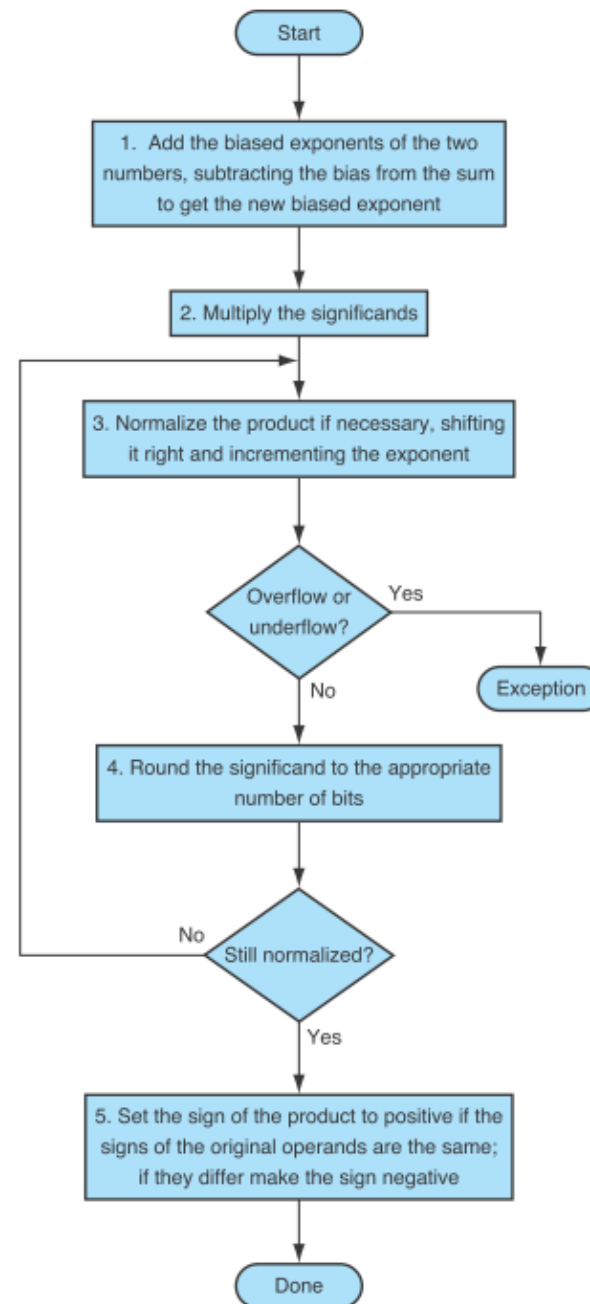 Start
1. Add the biased exponents of the two
numbers, subtracting the bias from the sum
to get the new biased exponent
2. Multiply the significands
3. Normalize the product if necessary, shifting
it right and incrementing the exponent
Overflow or
underflow?
Yes
Exception
No
4. Round the significand to the appropriate
number of bits
No
Still normalized?
Yes
5. Set the sign of the product to positive if the
signs of the original operands are the same;
if they differ make the sign negative
Done